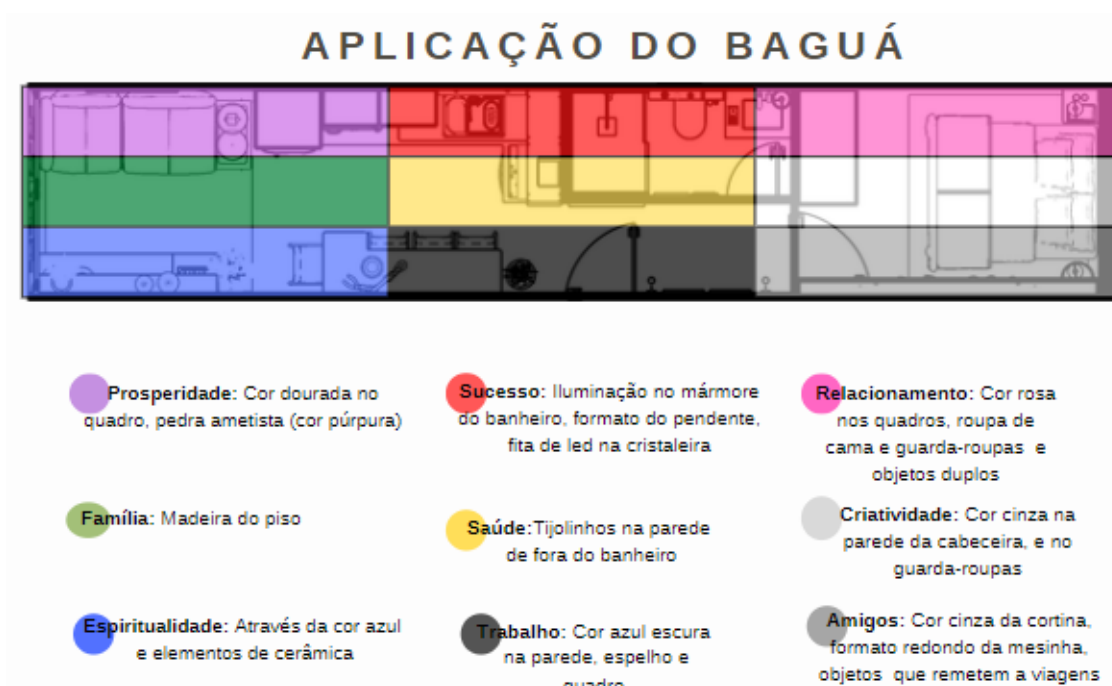 APLICAÇÃO DO BAGUÁ
Prosperidade: Cor dourada no
quadro, pedra ametista (cor púrpura)
Sucesso: Iluminação no mármore
do banheiro, formato do pendente,
fita de led na cristaleira
Relacionamento: Cor rosa
nos quadros, roupa de
cama e guarda-roupas e
objetos duplos
Família: Madeira do piso
Saúde:Tijolinhos na parede
de fora do banheiro
Criatividade: Cor cinza na
parede da cabeceira, e no
guarda-roupas
Espiritualidade: Através da cor azul
e elementos de cerâmica
Trabalho: Cor azul escura
na parede, espelho e
quadro
Amigos: Cor cinza da cortina,
formato redondo da mesinha,
objetos que remetem a viagens